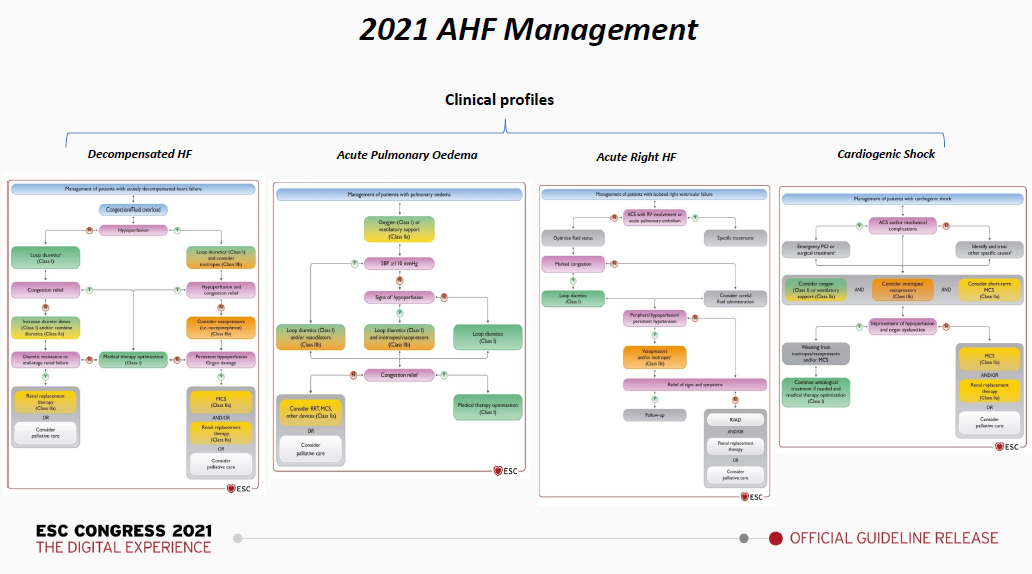 2021 AHF Management
Clinical profiles
Decompensated HF
Management of patients with acutely decompensated heart failure
Congestion/Fluid overload
Hypoperfusion
N
Y
Loop diuretics
(Class I)
Loop diuretics (Class I)
and consider
inotropes (Class IIb)
Congestion relief
Y
Y
Hypoperfusion and
congestion relief
N
N
Increase diuretic doses
(Class I) and/or combine
diuretics (Class IIa)
Consider vasopressors
(i.e. norepinephrine)
(Class IIb)
Diuretic resistance or
end-stage renal failure
N
Medical therapy optimization
(Class I)
N
Persistent hypoperfusion
Organ damage
Y
Y
Renal replacement
therapy
(Class IIa)
OR
Consider
palliative care
MCS
(Class IIa)
AND/OR
Renal replacement
therapy
(Class IIa)
OR
Consider
palliative care
ESC
Acute Pulmonary Oedema
Management of patients with pulmonary oedema
Oxygen (Class I) or
ventilatory support
(Class IIa)
Y
SBP ≥110 mmHg
N
Signs of hypoperfusion
N
Y
Loop diuretics (Class I)
and/or vasodilators
(Class IIb)
Loop diuretics (Class I)
and inotropes/vasopressors
(Class IIb)
Loop diuretics
(Class I)
N
Congestion relief
Y
Consider RRT, MCS,
other devices (Class IIa)
OR
Consider
palliative care
Medical therapy optimization
(Class I)
ESC
Acute Right HF
Management of patients with isolated right ventricular failure
N
ACS with RV involvement or
acute pulmonary embolism
Y
Optimize fluid status
Specific treatments
Marked congestion
N
Y
Loop diuretics
(Class I)
Consider careful
fluid administration
Peripheral hypoperfusion/
persistent hypotension
N
Y
Vasopressors
and/or inotropes
(Class IIb)
Relief of signs and symptoms
Y
N
Follow-up
RVAD
AND/OR
Renal replacement
therapy
OR
Consider
palliative care
ESC
Cardiogenic Shock
Management of patients with cardiogenic shock
Y
ACS and/or mechanical
complications
N
Emergency PCI or
surgical treatment
Identify and treat
other specific causes
Consider oxygen
(Class I) or ventilatory
support (Class IIa)
AND
Consider inotropes/
vasopressors
(Class IIb)
AND
Consider short-term
MCS
(Class IIa)
Y
Improvement of hypoperfusion
and organ dysfunction
N
Weaning from
inotropes/vasopressors
and/or MCS
Continue aetiological
treatment if needed and
medical therapy optimization
(Class I)
MCS
(Class IIa)
AND/OR
Renal replacement
therapy
(Class IIa)
OR
Consider
palliative care
ESC
ESC CONGRESS 2021
THE DIGITAL EXPERIENCE
OFFICIAL GUIDELINE RELEASE